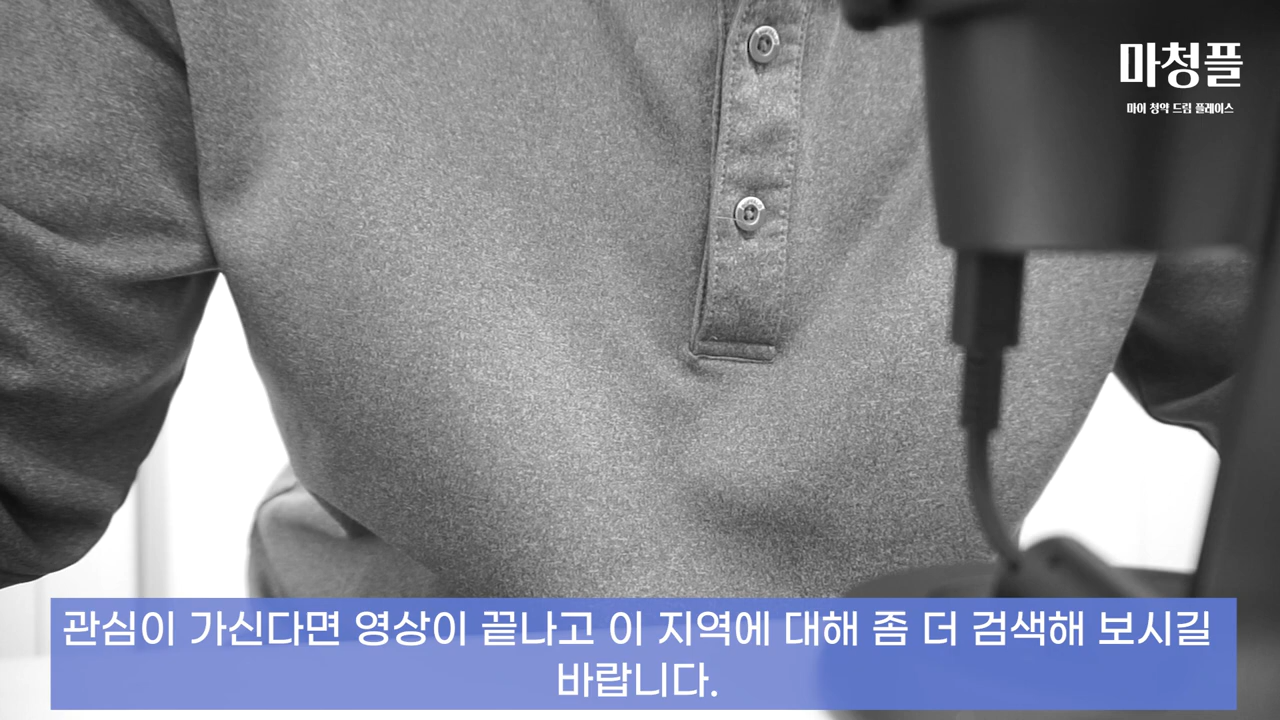 마청플
마이 청약 드림 플레이스
관심이 가신다면 영상이 끝나고 이 지역에 대해 좀 더 검색해 보시길
바랍니다.